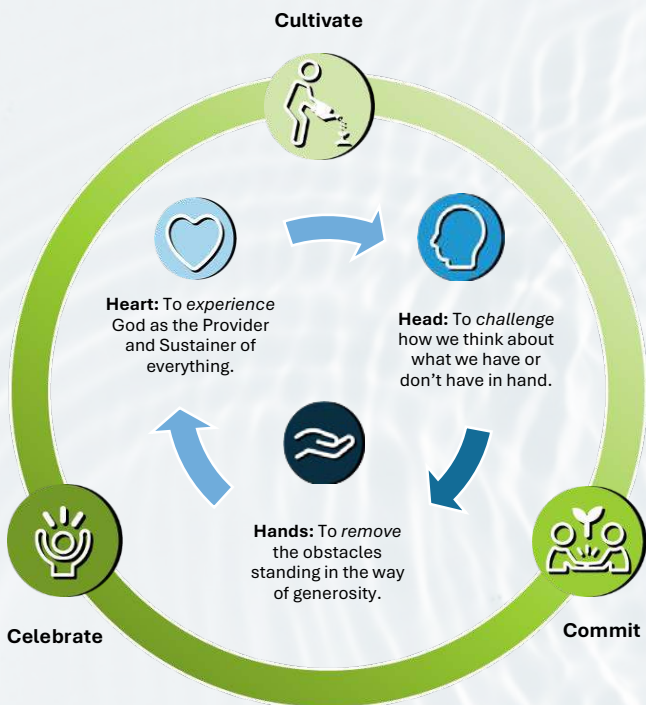 Cultivate
Heart: To experience
God as the Provider
and Sustainer of
everything.
Head: To challenge
how we think about
what we have or
don’t have in hand.
Hands: To remove
the obstacles
standing in the way
of generosity.
Celebrate
Commit